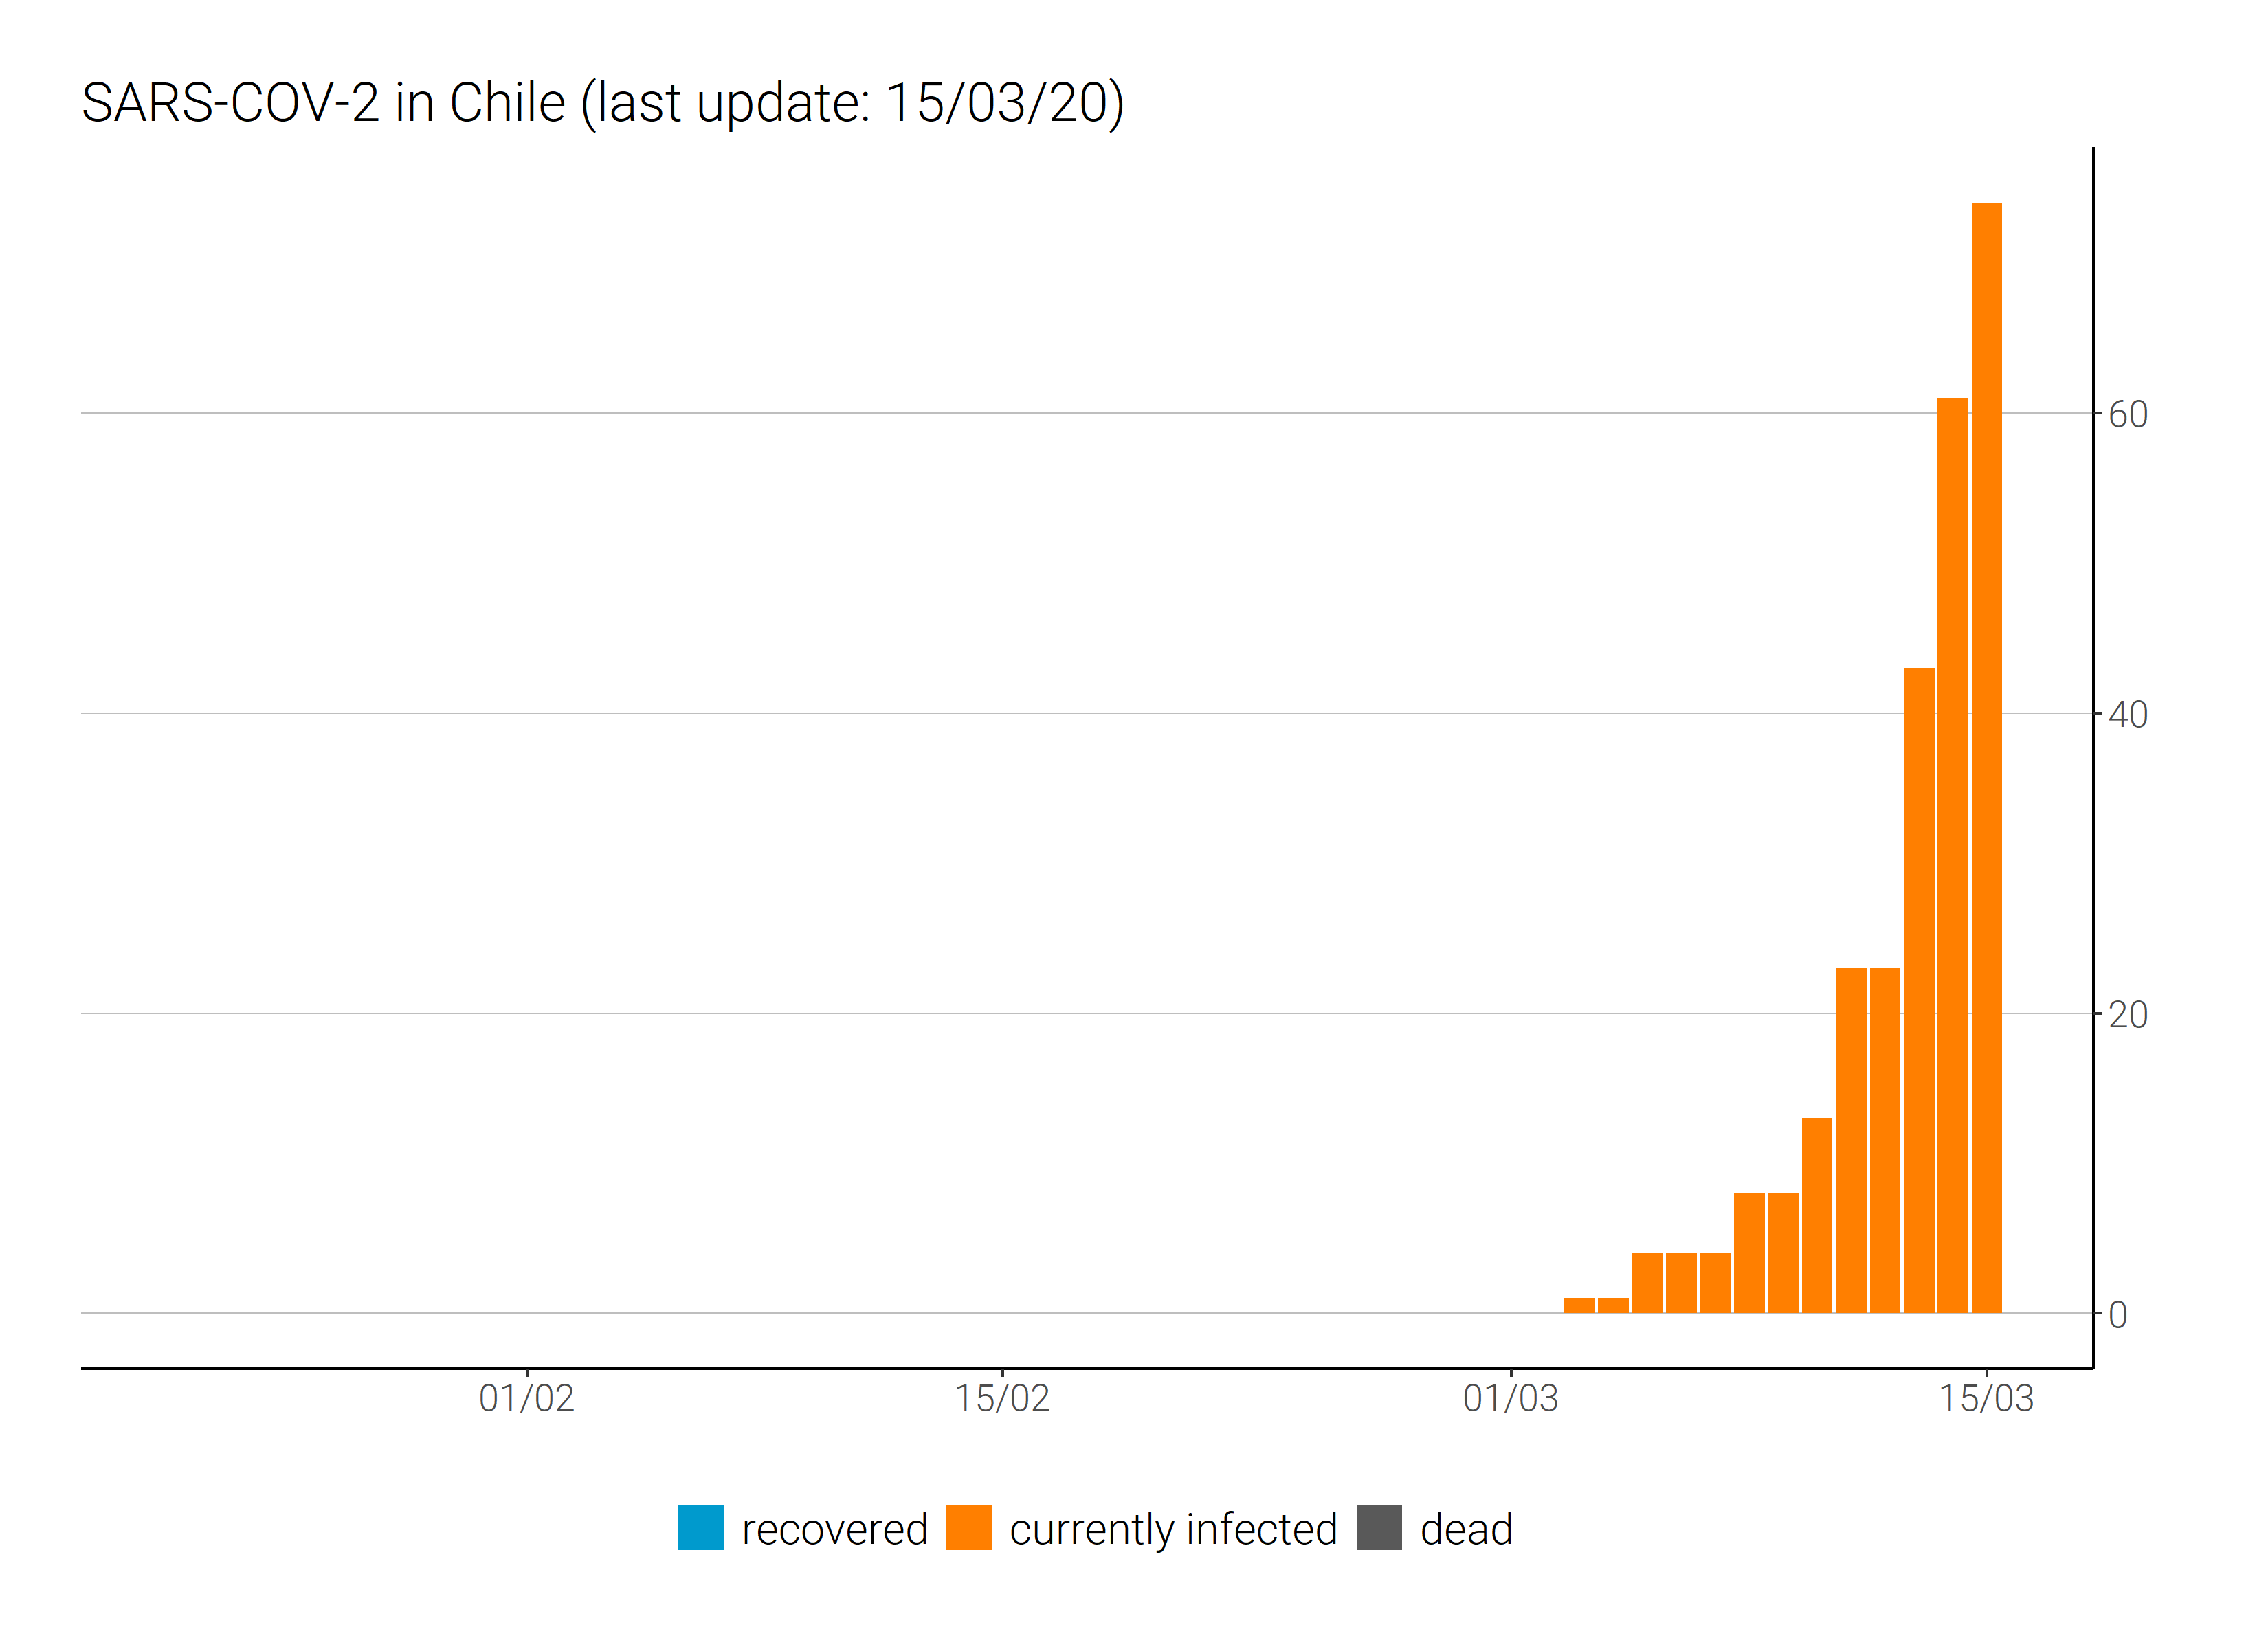 SARS-COV-2 in Chile (last update: 15/03/20)
60
40
20
0
01/02 15/02 01/03 15/03
recovered currently infected dead